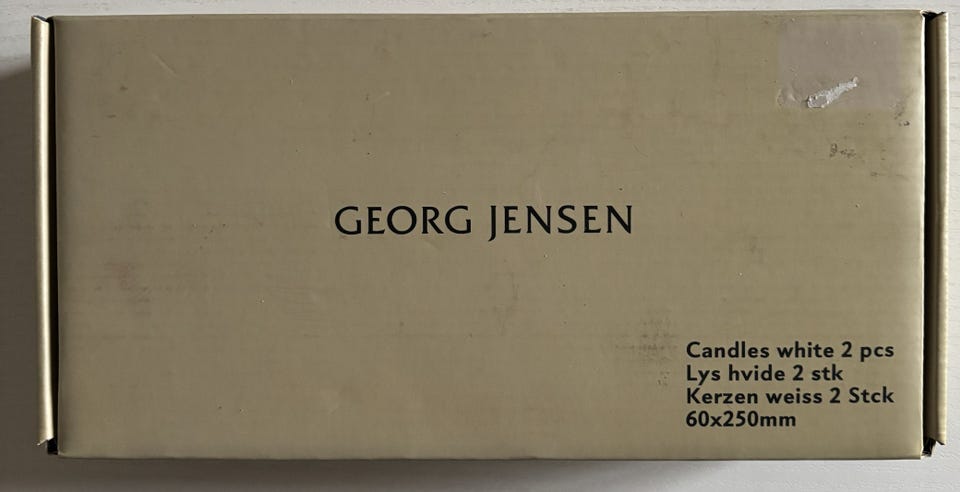 GEORG JENSEN
Candles white 2 pcs
Lys hvide 2 stk
Kerzen weiss 2 Stck
60x250mm